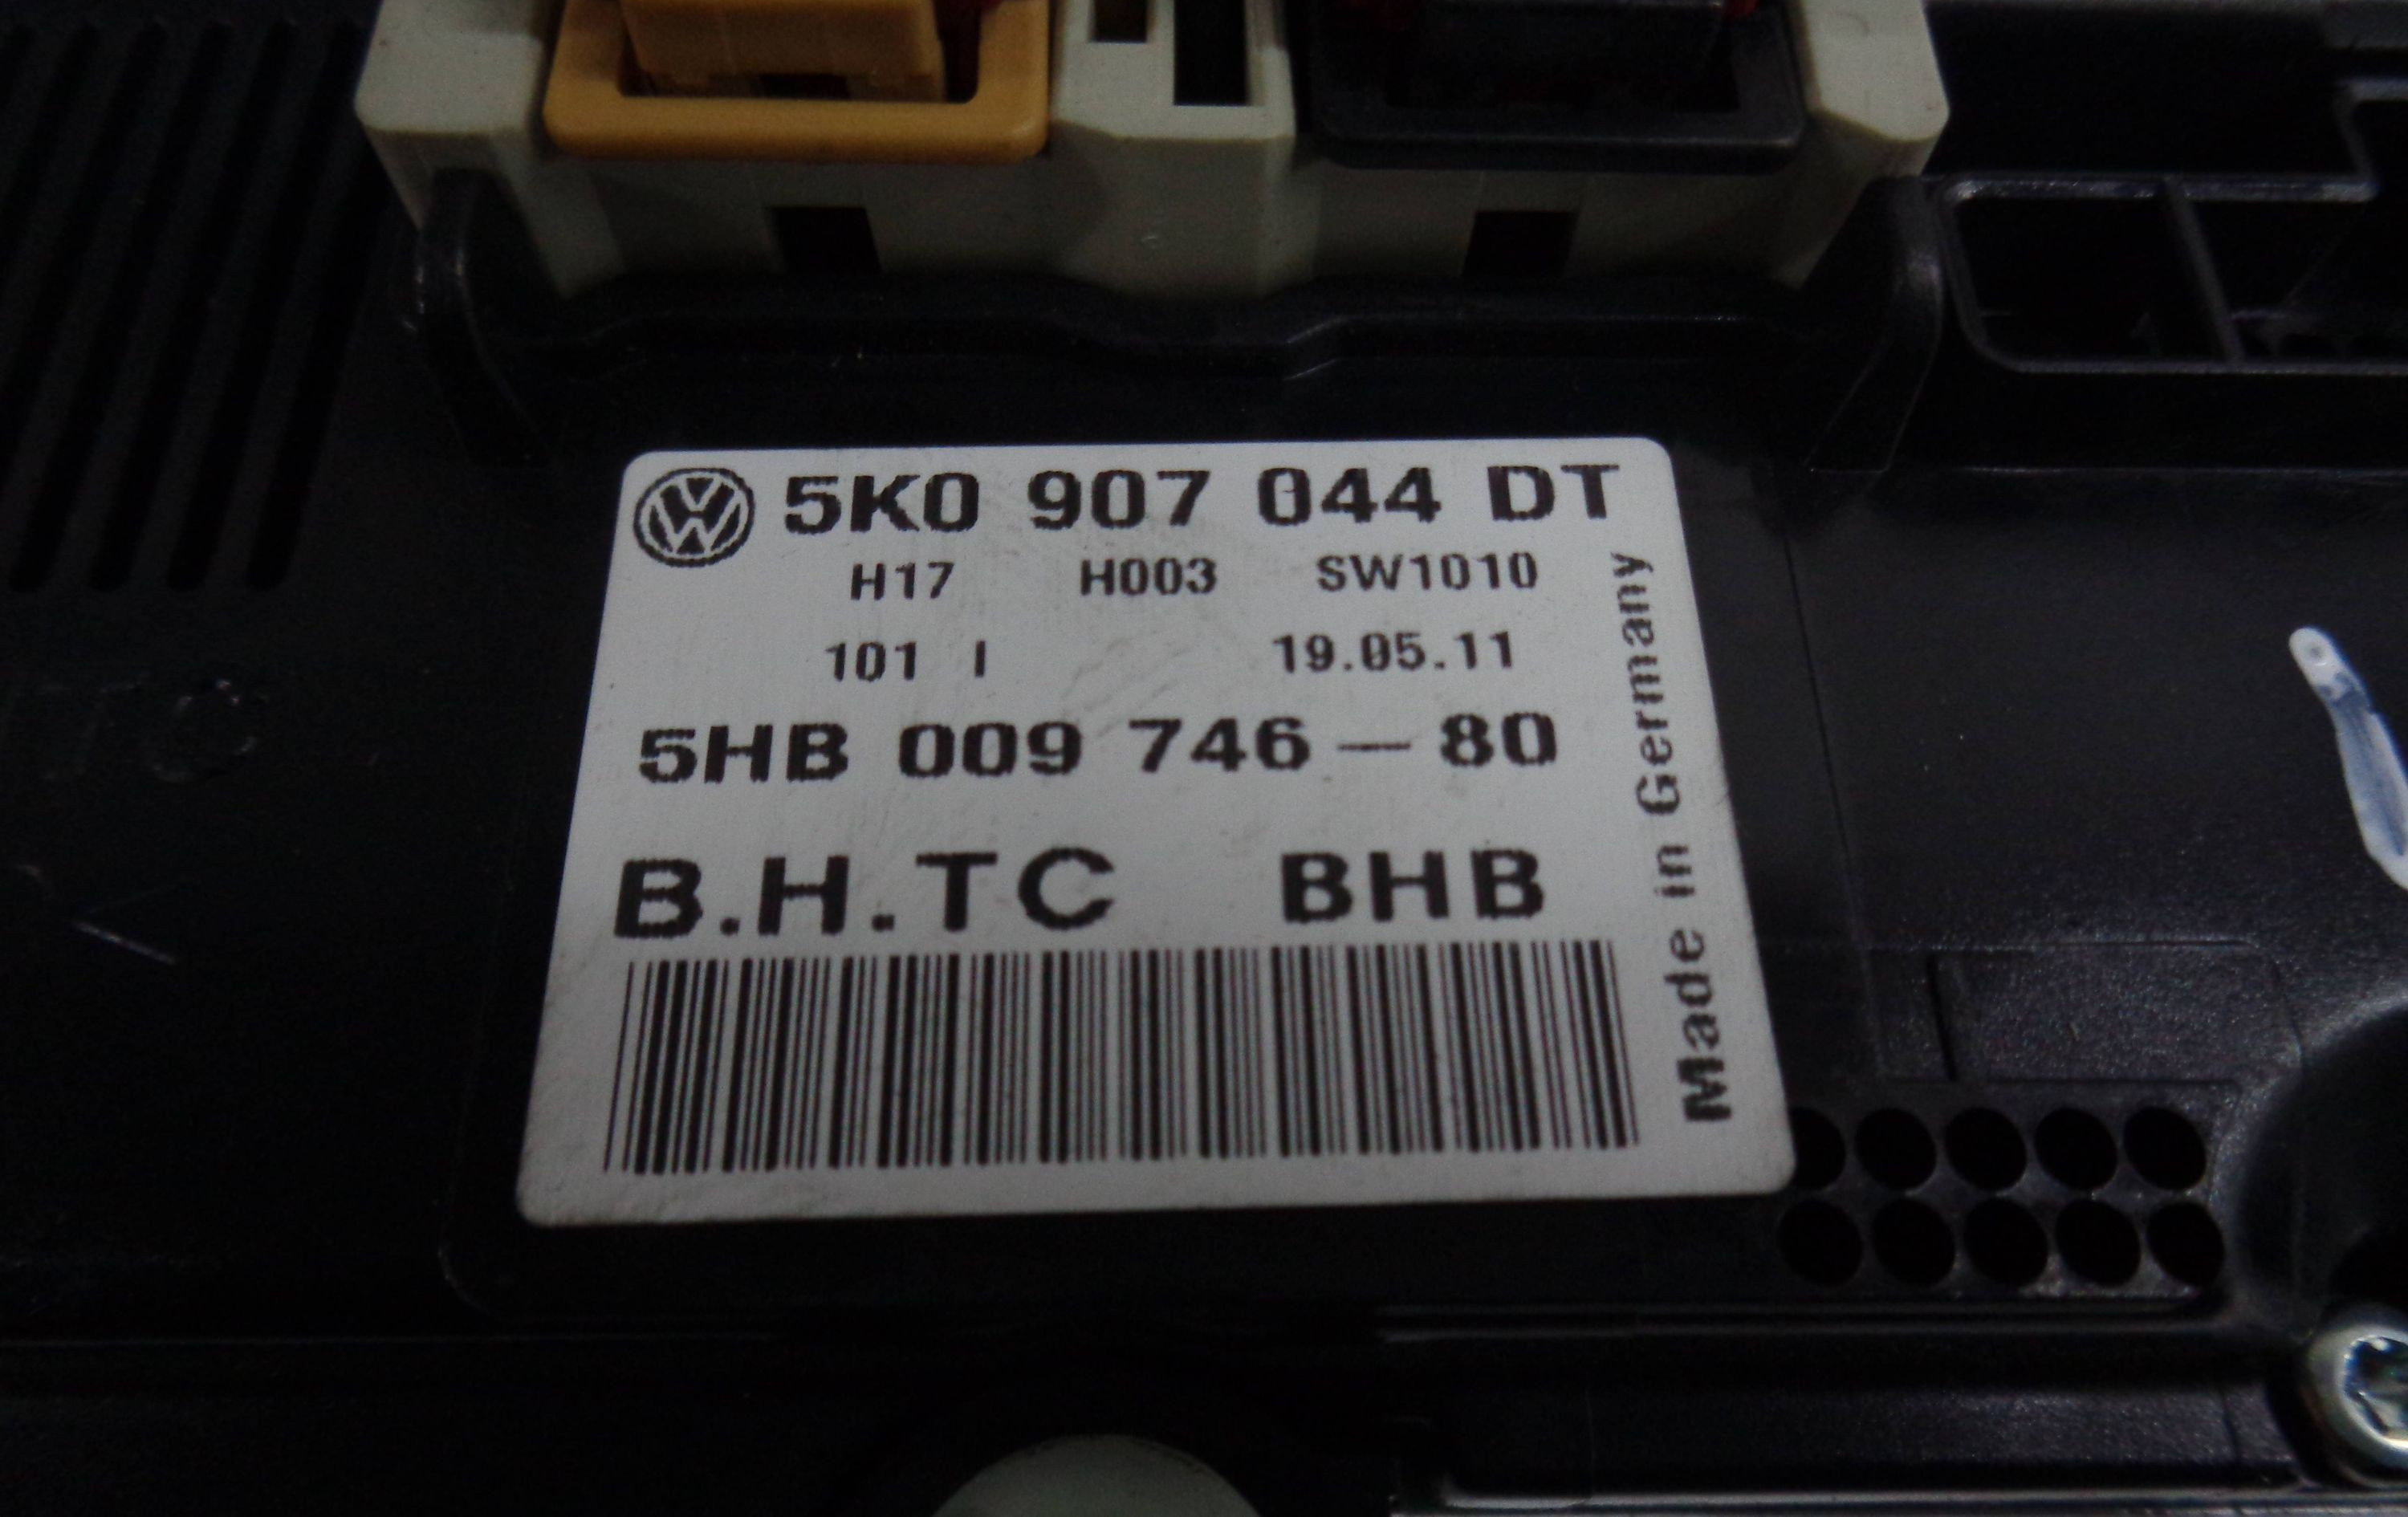 5K0 907 044 DT
H17 H003 SW1010
101 I 19.05.11
5HB 009 746-80
B.H.TC BHB
Made in Germany